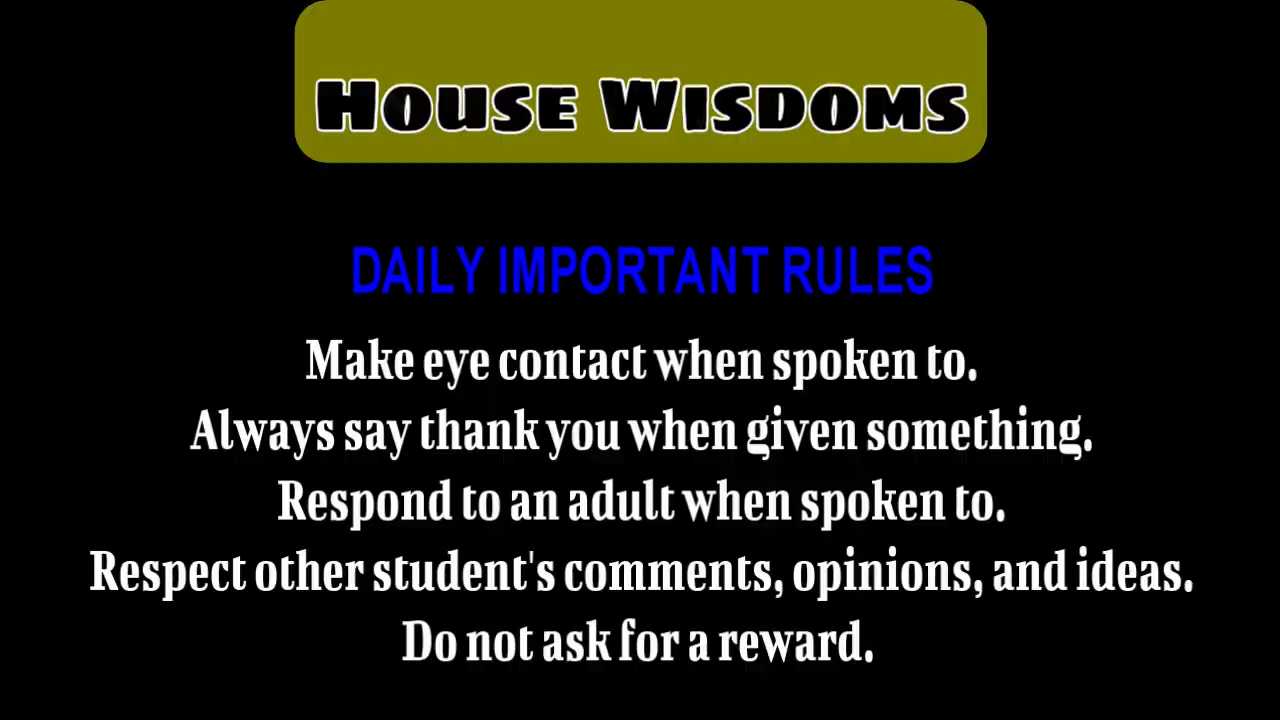 House Wisdoms
DAILY IMPORTANT RULES
Make eye contact when spoken to.
Always say thank you when given something.
Respond to an adult when spoken to.
Respect other student's comments, opinions, and ideas.
Do not ask for a reward.